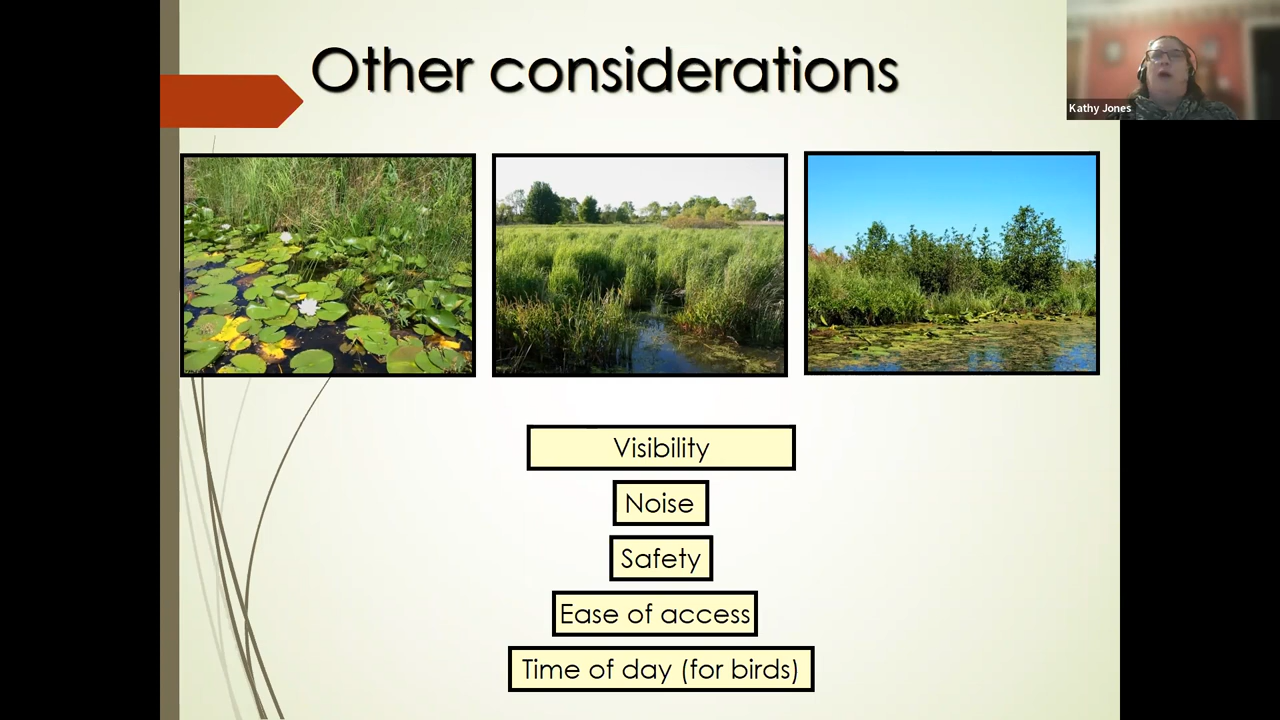 Other considerations
Kathy Jones
Visibility
Noise
Safety
Ease of access
Time of day (for birds)